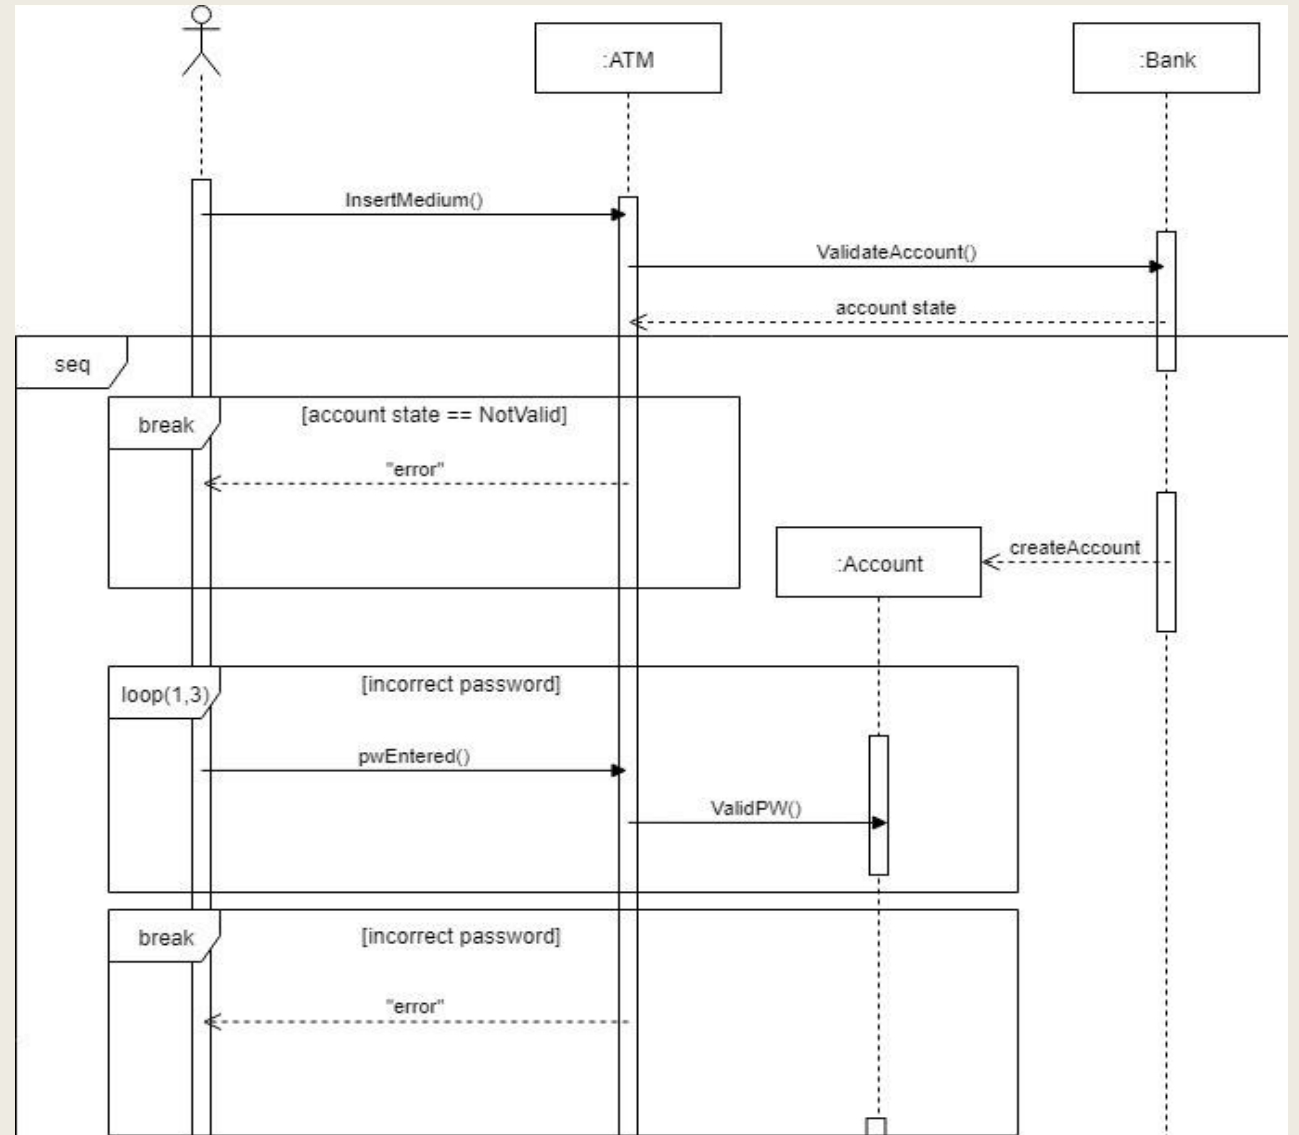 :ATM
:Bank
InsertMedium()
ValidateAccount()
account state
seq
break
[account state == NotValid]
"error"
createAccount
:Account
loop(1,3)
[incorrect password]
pwEntered()
ValidPW()
break
[incorrect password]
"error"